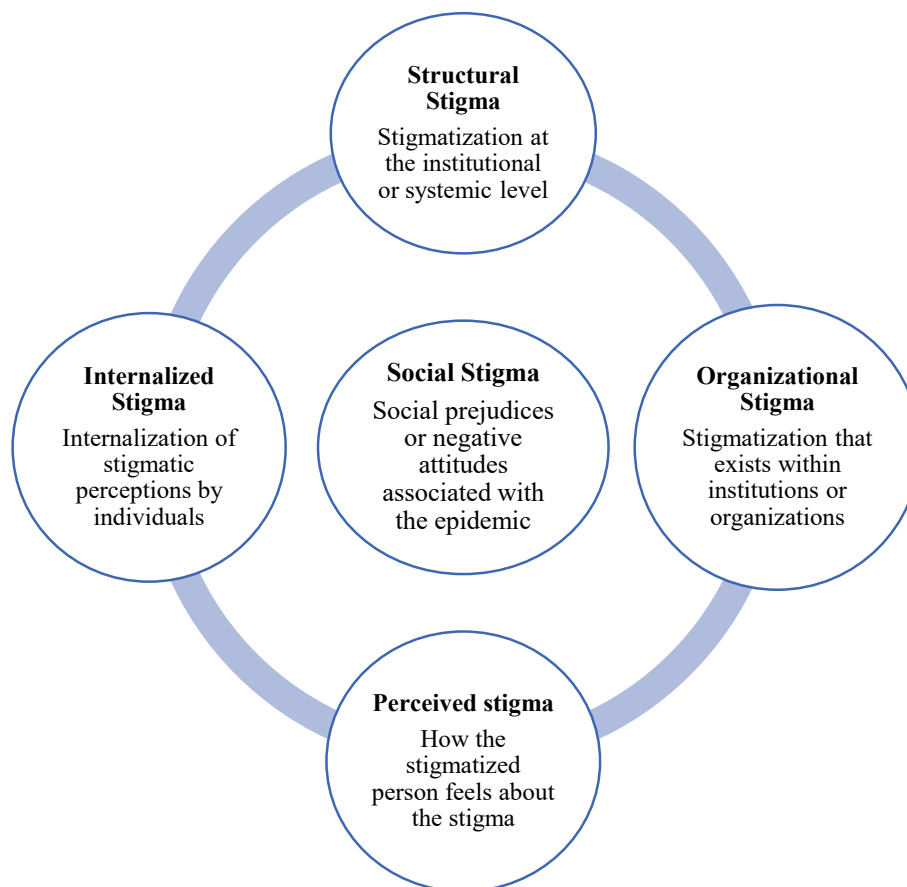 Structural
Stigma
Stigmatization at
the institutional
or systemic level
Internalized
Stigma
Internalization of
stigmatic
perceptions by
individuals
Social Stigma
Social prejudices
or negative
attitudes
associated with
the epidemic
Organizational
Stigma
Stigmatization that
exists within
institutions or
organizations
Perceived stigma
How the
stigmatized
person feels about
the stigma